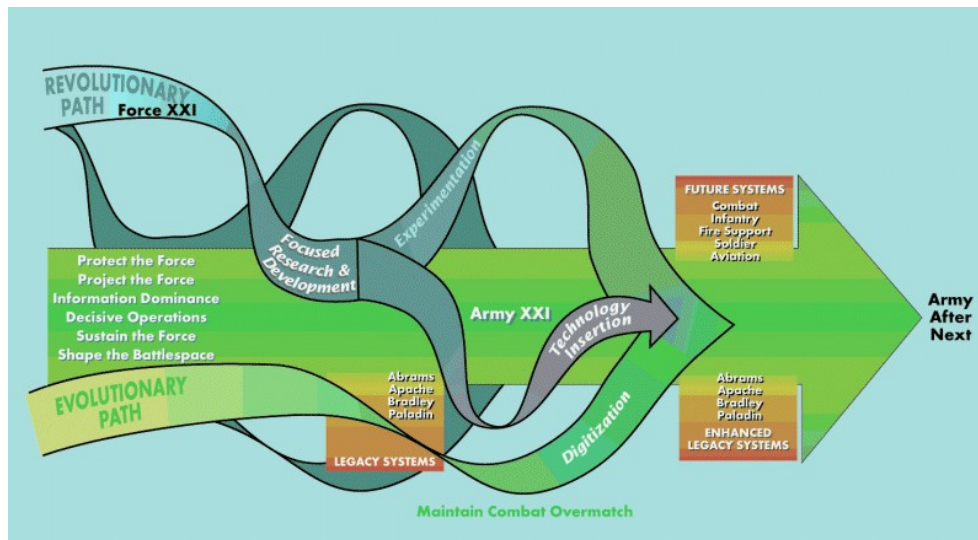 REVOLUTIONARY
PATH
Force XXI
Experimentation
Focused
Research &
Development
Protect the Force
Project the Force
Information Dominance
Decisive Operations
Sustain the Force
Shape the Battlespace
Army XXI
Technology
Insertion
FUTURE SYSTEMS
Combat
Infantry
Fire Support
Soldier
Aviation
Army
After
Next
EVOLUTIONARY
PATH
Abrams
Apache
Bradley
Paladin
LEGACY SYSTEMS
Digitization
Abrams
Apache
Bradley
Paladin
ENHANCED
LEGACY SYSTEMS
Maintain Combat Overmatch